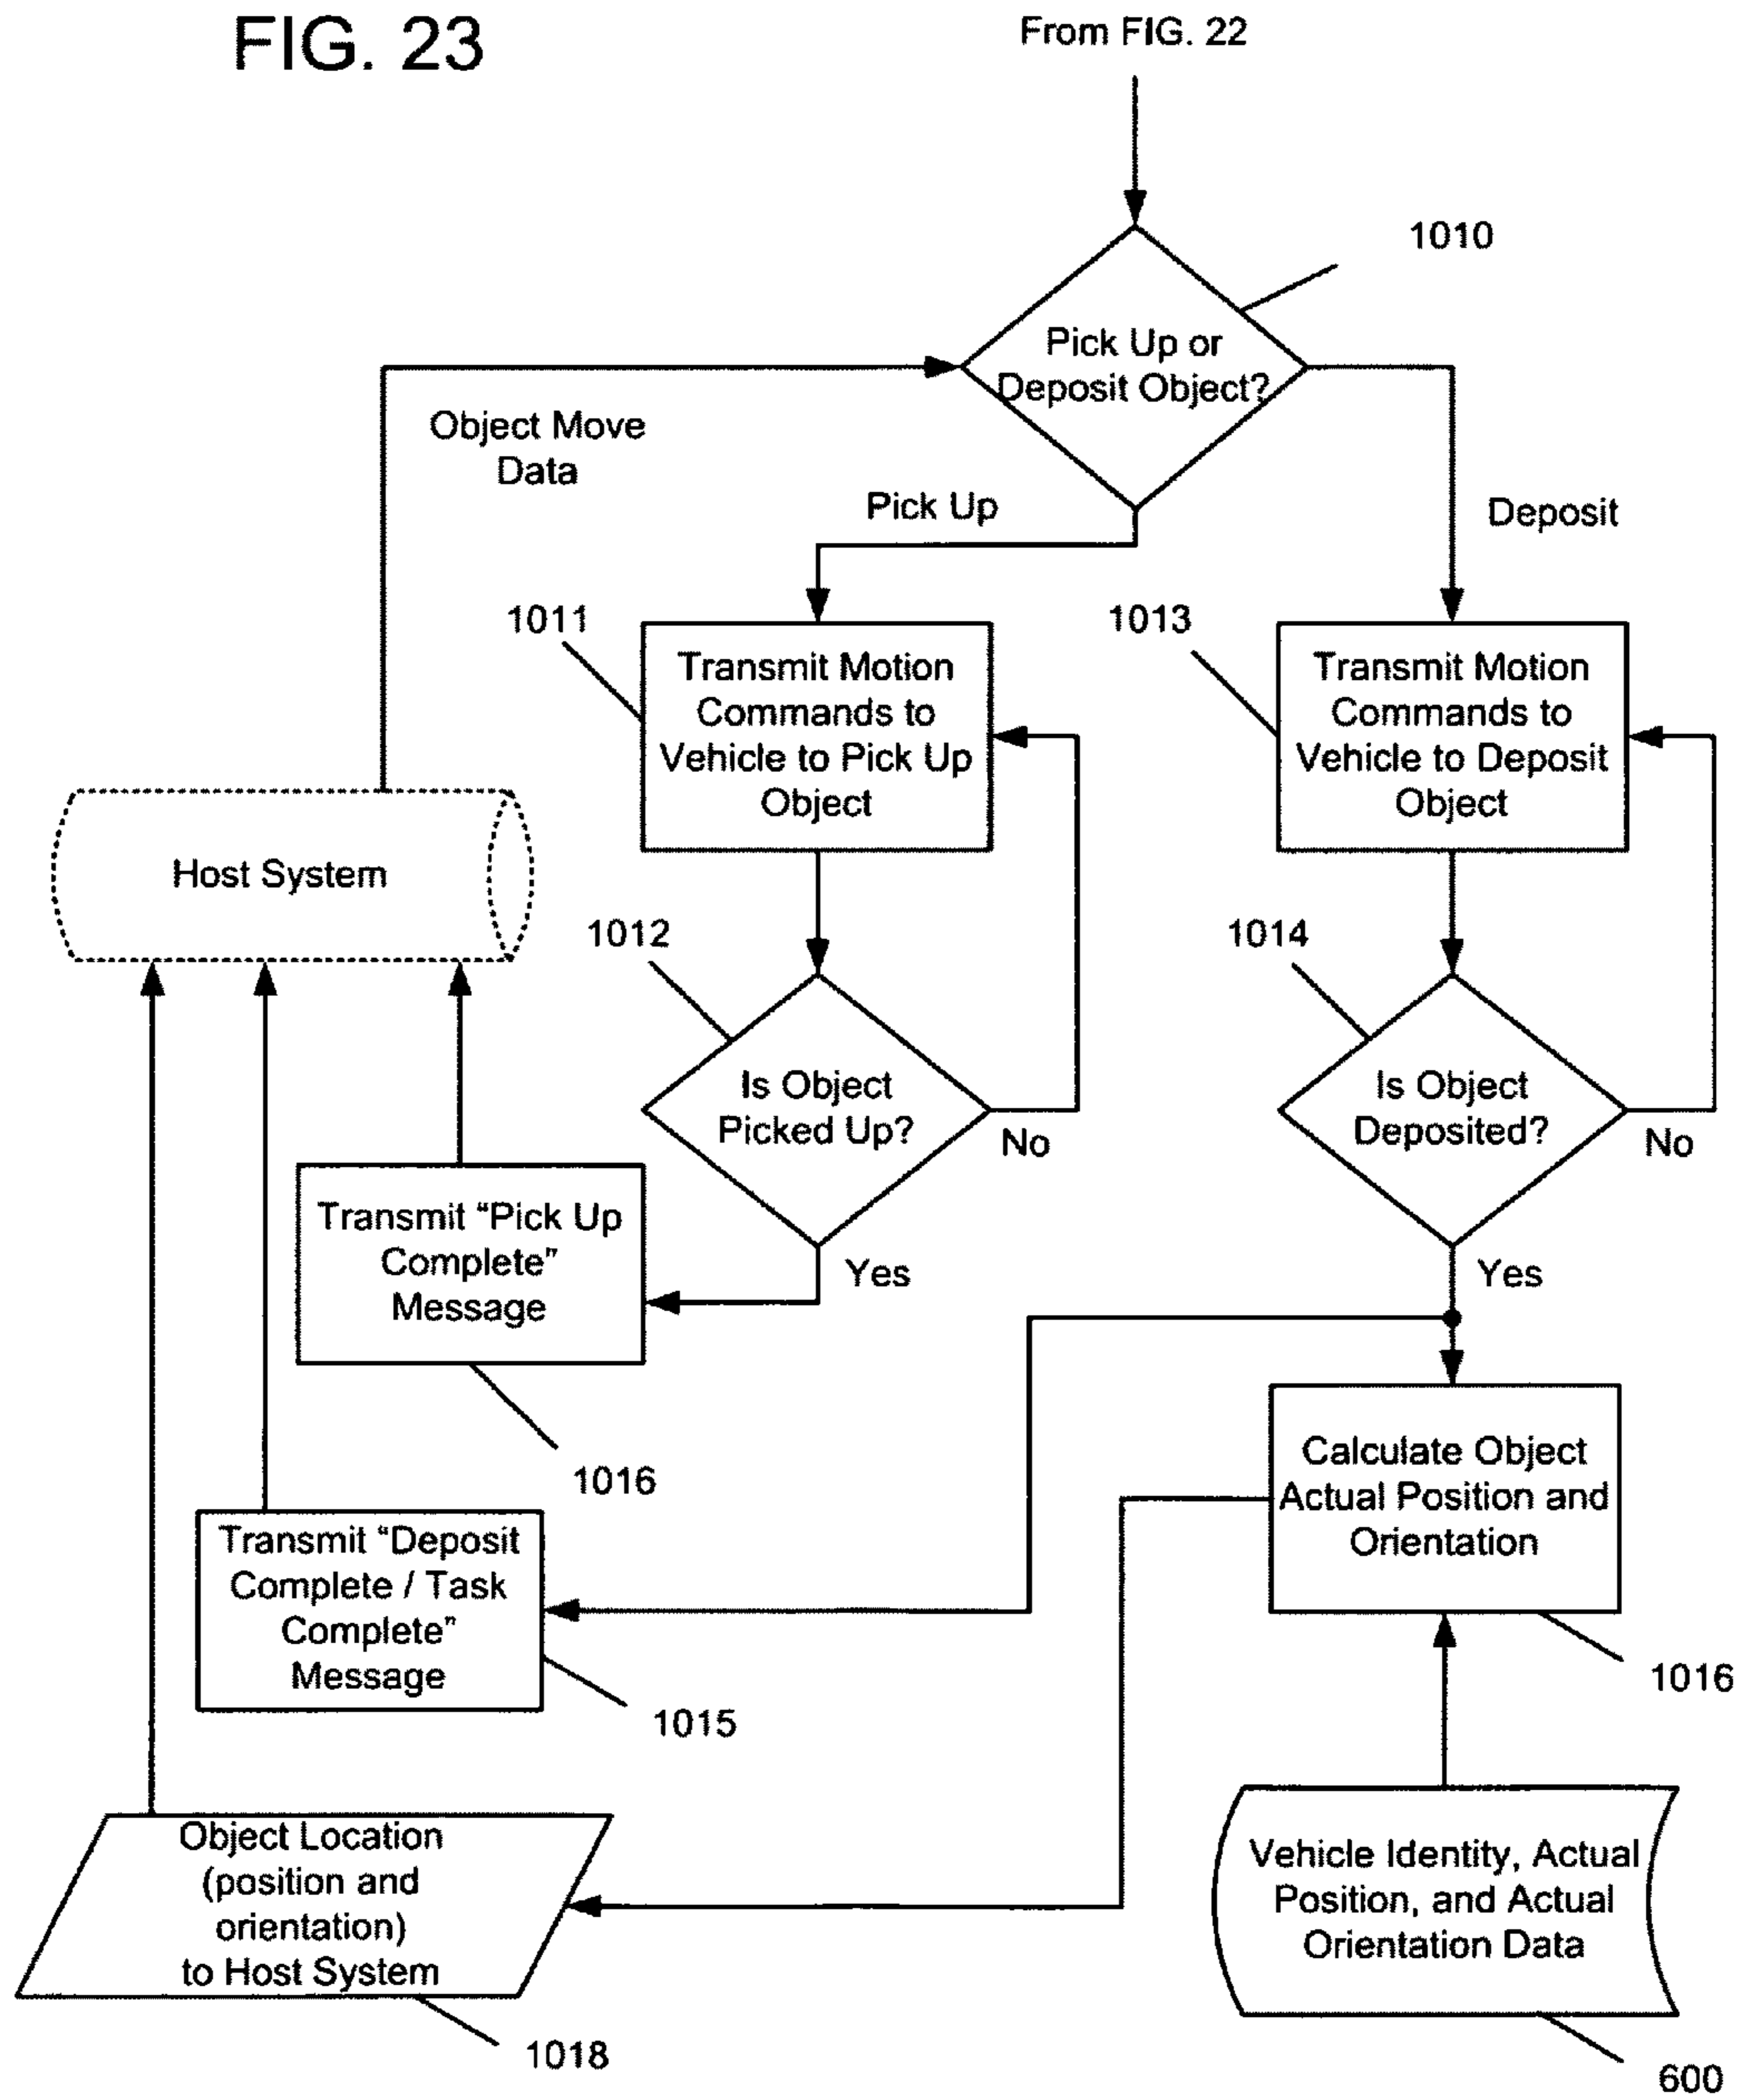 FIG. 23
From FIG. 22
1010
Pick Up or
Deposit Object?
Object Move
Data
Pick Up
Deposit
1011
Transmit Motion
Commands to
Vehicle to Pick Up
Object
1013
Transmit Motion
Commands to
Vehicle to Deposit
Object
Host System
1012
Is Object
Picked Up?
No
Yes
1014
Is Object
Deposited?
No
Yes
Transmit “Pick Up
Complete”
Message
1016
Calculate Object
Actual Position and
Orientation
1016
Transmit “Deposit
Complete / Task
Complete”
Message
1015
Object Location
(position and
orientation)
to Host System
1018
Vehicle Identity, Actual
Position, and Actual
Orientation Data
600